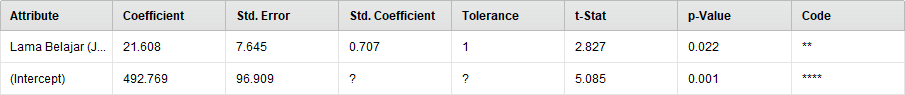 Attribute Coefficient Std. Error Std. Coefficient Tolerance t-Stat p-Value Code
Lama Belajar (J... 21.608 7.645 0.707 1 2.827 0.022 **
(Intercept) 492.769 96.909 ? ? 5.085 0.001 ****